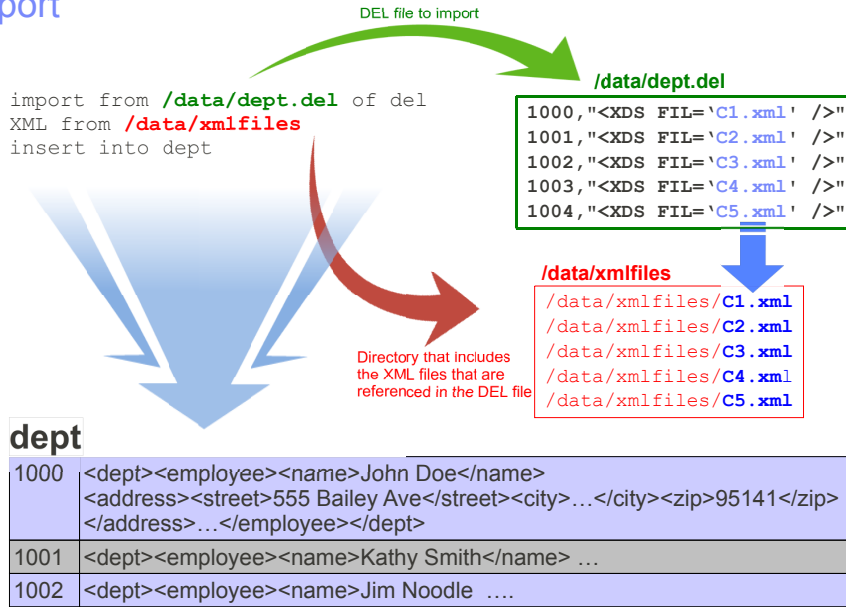 port
DEL file to import
import from /data/dept.del of del
XML from /data/xmlfiles
insert into dept
/data/dept.del
1000,"<XDS FIL=‘C1.xml' />"
1001,"<XDS FIL=‘C2.xml' />"
1002,"<XDS FIL=‘C3.xml' />"
1003,"<XDS FIL=‘C4.xml' />"
1004,"<XDS FIL=‘C5.xml' />"
/data/xmlfiles
/data/xmlfiles/C1.xml
/data/xmlfiles/C2.xml
/data/xmlfiles/C3.xml
/data/xmlfiles/C4.xml
/data/xmlfiles/C5.xml
Directory that includes
the XML files that are
referenced in the DEL file
dept
1000 <dept><employee><name>John Doe</name>
<address><street>555 Bailey Ave</street><city>…</city><zip>95141</zip>
</address>…</employee></dept>
1001 <dept><employee><name>Kathy Smith</name> …
1002 <dept><employee><name>Jim Noodle ….